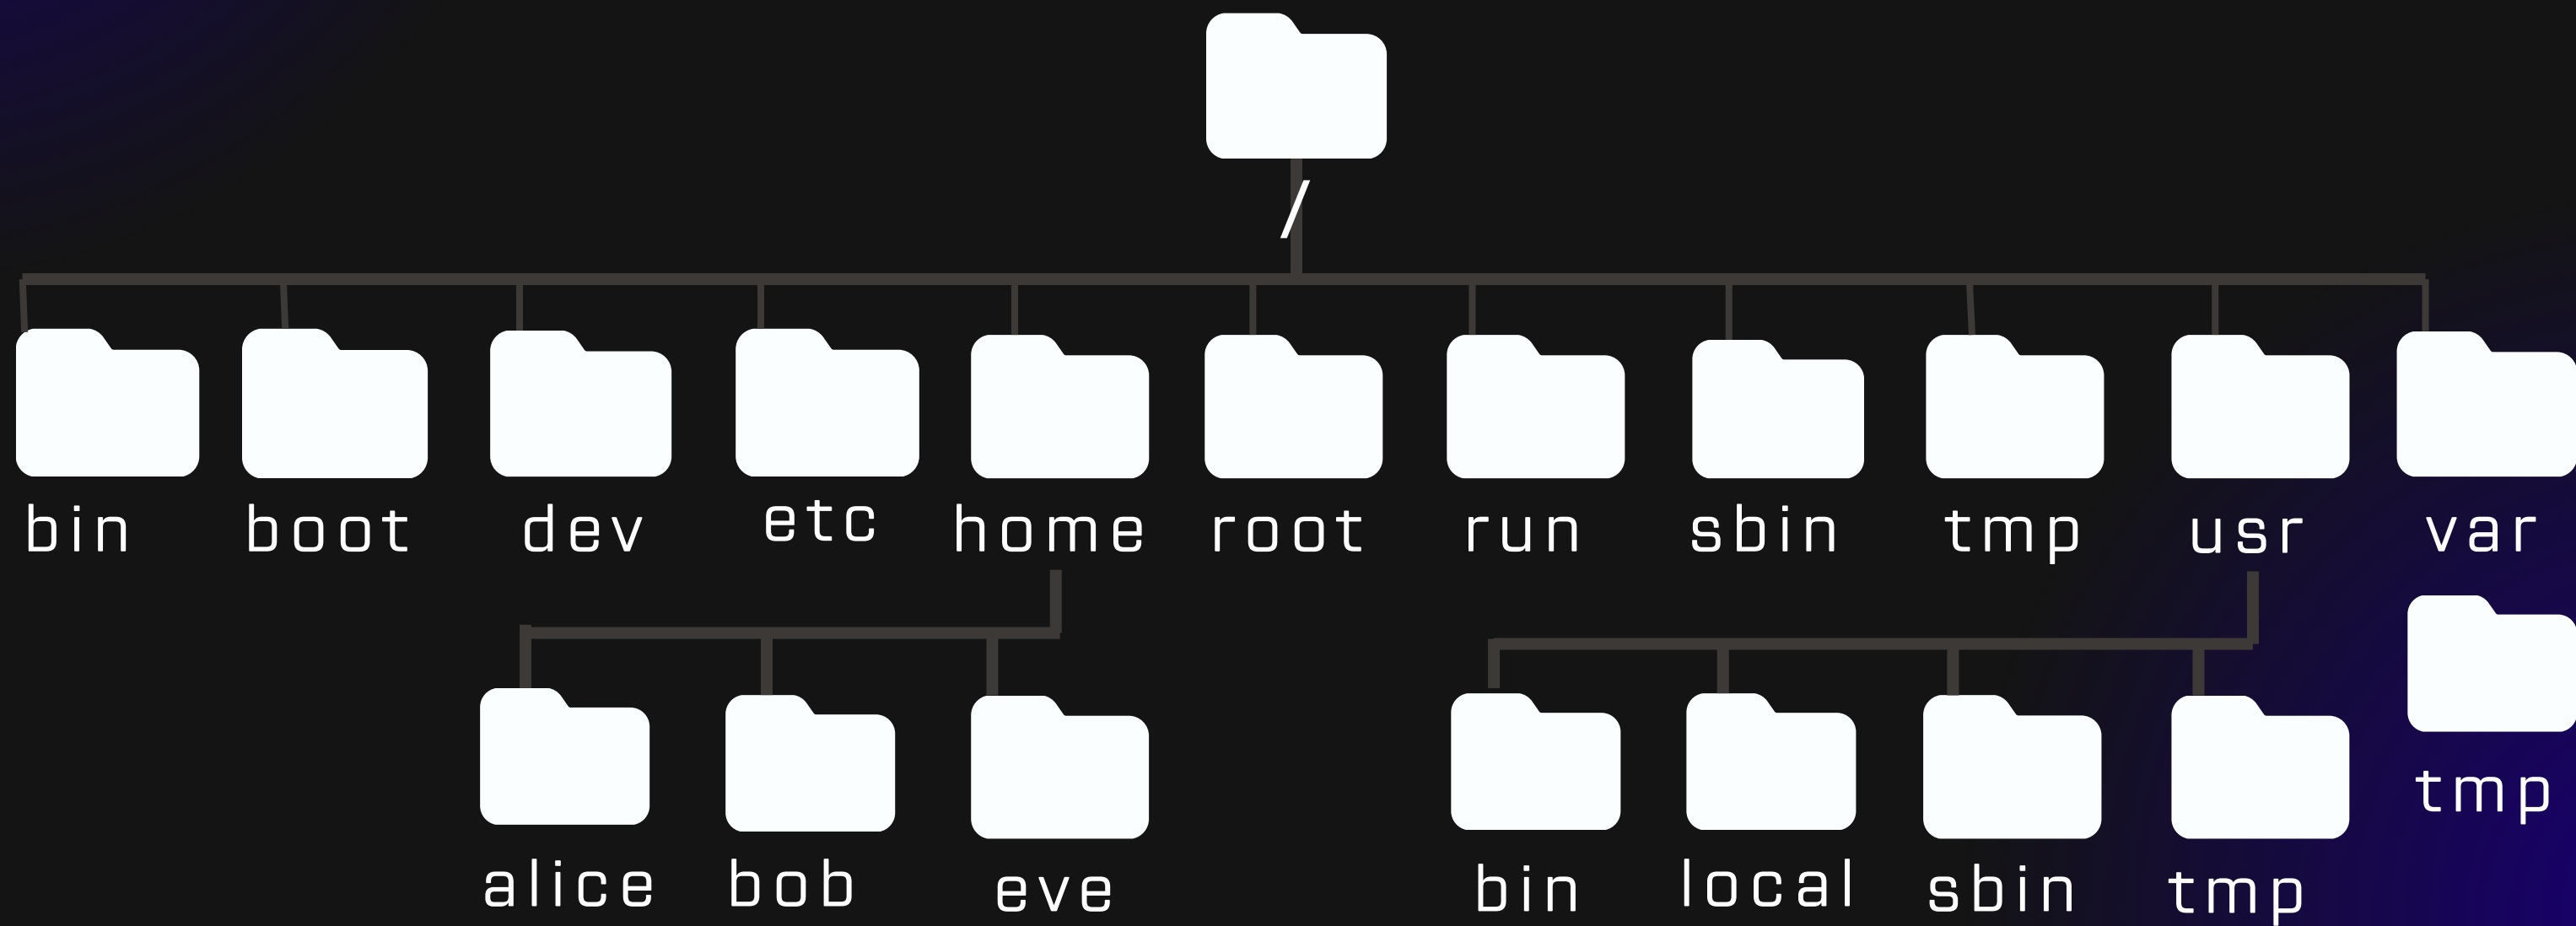 /
bin boot dev etc home root run sbin tmp usr var
tmp
alice bob eve bin local sbin tmp